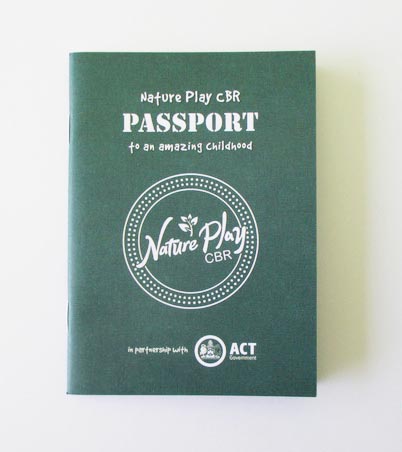 Nature Play CBR
PASSPORT
to an amazing childhood
Nature Play
CBR
in partnership with
ACT
Government